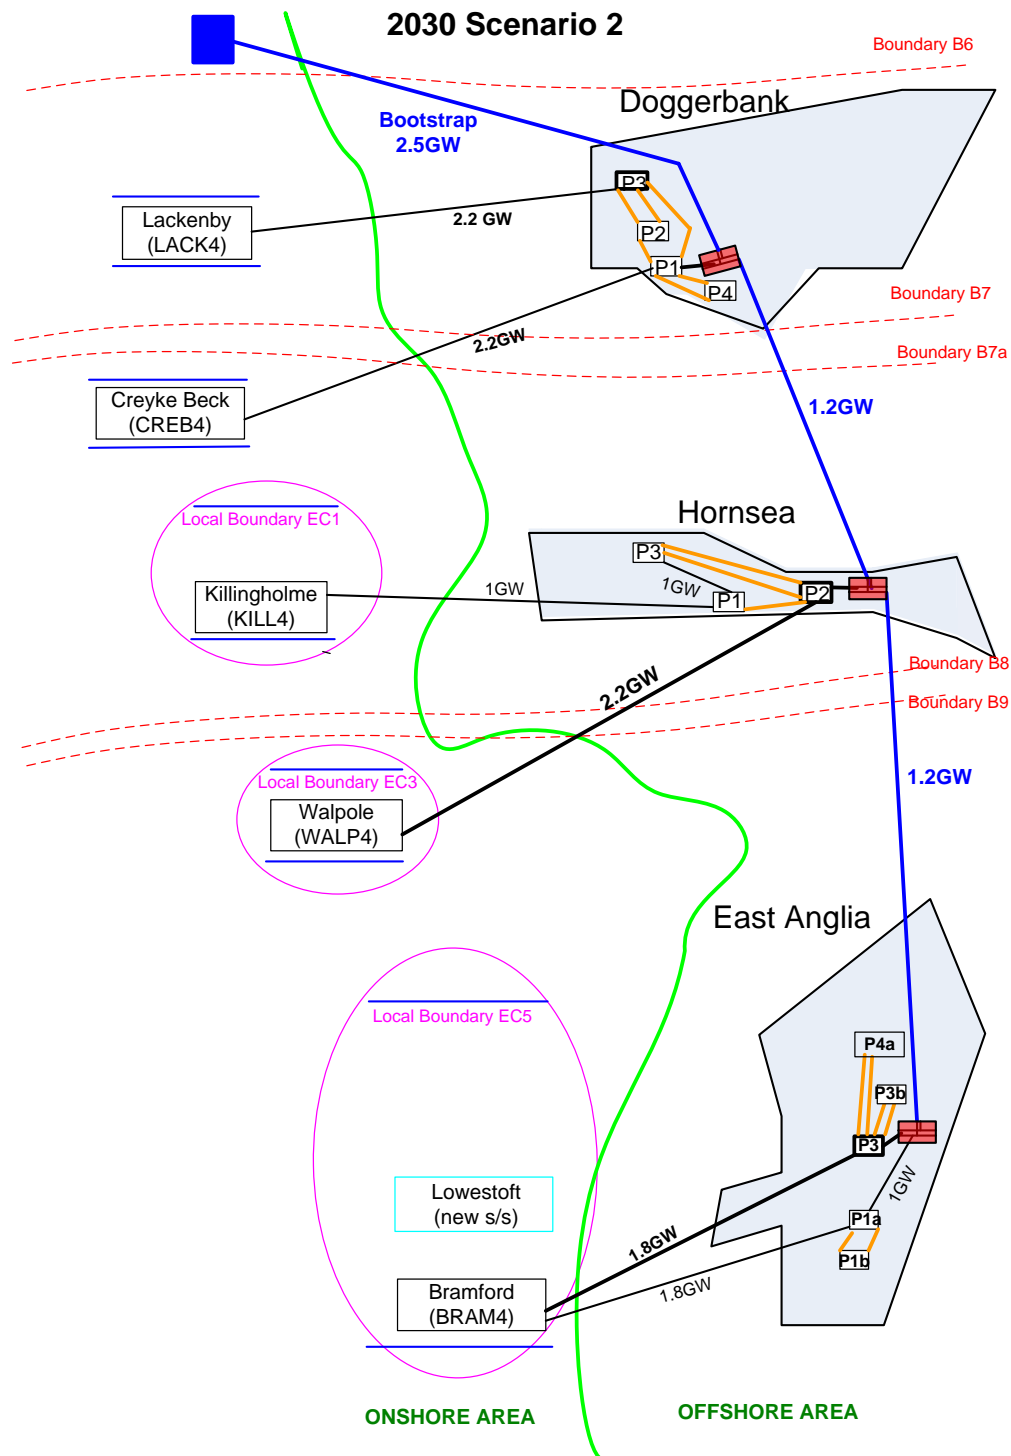 2030 Scenario 2
Boundary B6
Doggerbank
Bootstrap
2.5GW
P3
Lackenby
(LACK4)
2.2 GW
P2
P1
P4
Boundary B7
2.2GW
Boundary B7a
Creyke Beck
(CREB4)
1.2GW
Hornsea
Local Boundary EC1
P3
1GW
Killingholme
(KILL4)
1GW
P1
P2
Boundary B8
2.2GW
Boundary B9
Local Boundary EC3
1.2GW
Walpole
(WALP4)
East Anglia
Local Boundary EC5
P4a
P3b
P3
1GW
Lowestoft
(new s/s)
P1a
1.8GW
P1b
Bramford
(BRAM4)
1.8GW
ONSHORE AREA
OFFSHORE AREA